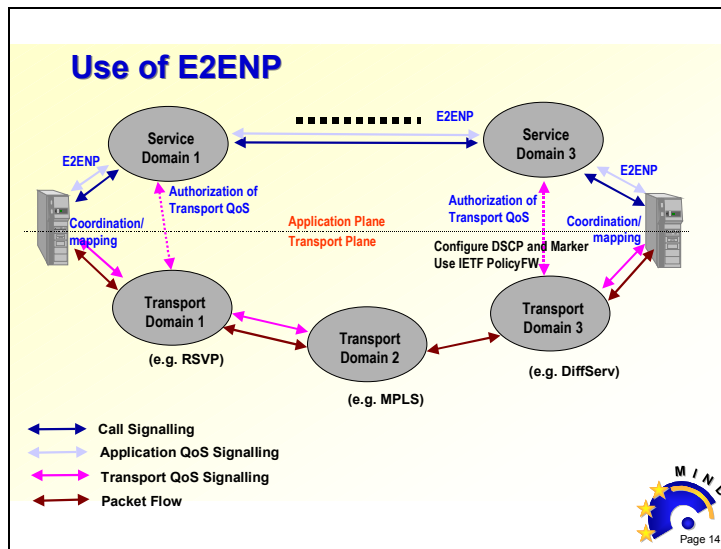 Use of E2ENP
E2ENP
Service
Domain 1
Service
Domain 3
E2ENP
E2ENP
Authorization of
Transport QoS
Authorization of
Transport QoS
Coordination/
mapping
Application Plane
Transport Plane
Coordination/
mapping
Configure DSCP and Marker
Use IETF PolicyFW
Transport
Domain 1
Transport
Domain 2
Transport
Domain 3
(e.g. RSVP)
(e.g. MPLS)
(e.g. DiffServ)
Call Signalling
Application QoS Signalling
Transport QoS Signalling
Packet Flow
Page 14